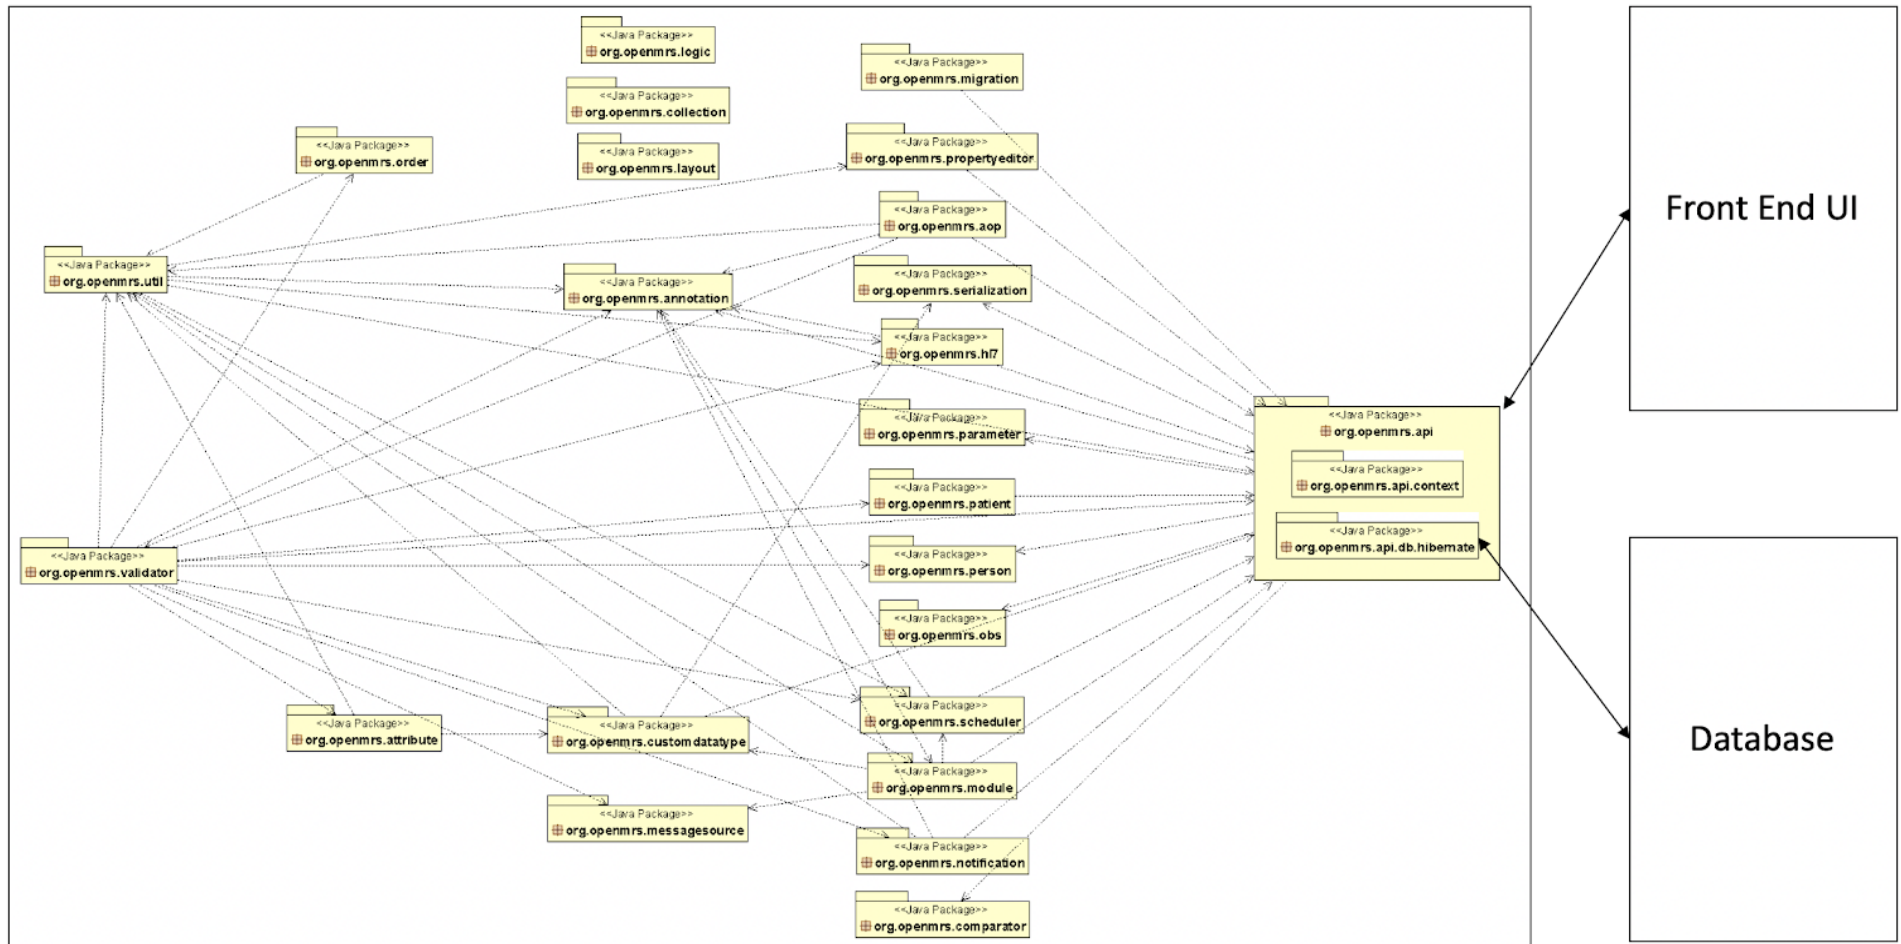 <<Java Package>>
org.openmrs.logic
<<Java Package>>
org.openmrs.collection
<<Java Package>>
org.openmrs.layout
<<Java Package>>
org.openmrs.order
<<Java Package>>
org.openmrs.util
<<Java Package>>
org.openmrs.annotation
<<Java Package>>
org.openmrs.validator
<<Java Package>>
org.openmrs.attribute
<<Java Package>>
org.openmrs.customdatatype
<<Java Package>>
org.openmrs.messagesource
<<Java Package>>
org.openmrs.migration
<<Java Package>>
org.openmrs.propertyeditor
<<Java Package>>
org.openmrs.aop
<<Java Package>>
org.openmrs.serialization
<<Java Package>>
org.openmrs.hl7
<<Java Package>>
org.openmrs.parameter
<<Java Package>>
org.openmrs.patient
<<Java Package>>
org.openmrs.person
<<Java Package>>
org.openmrs.obs
<<Java Package>>
org.openmrs.scheduler
<<Java Package>>
org.openmrs.module
<<Java Package>>
org.openmrs.notification
<<Java Package>>
org.openmrs.comparator
<<Java Package>>
org.openmrs.api
<<Java Package>>
org.openmrs.api.context
<<Java Package>>
org.openmrs.api.db.hibernate
Front End UI
Database